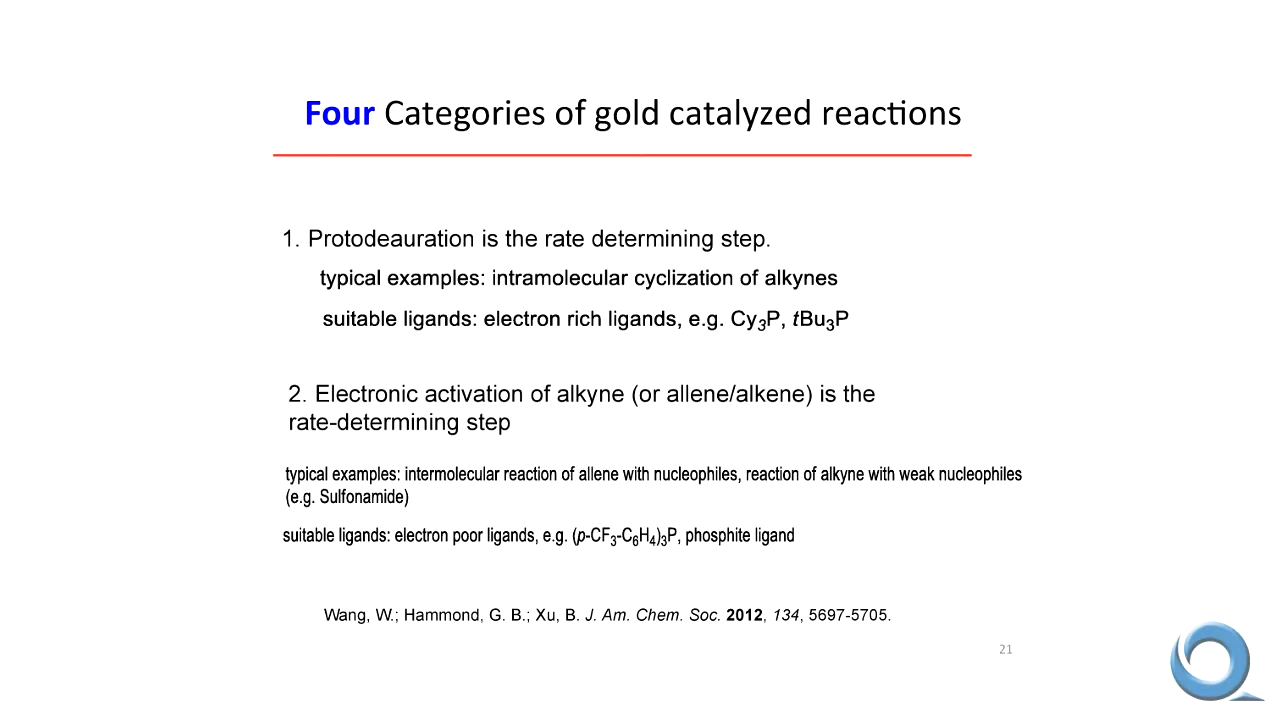 Four Categories of gold catalyzed reactions
1. Protodeauration is the rate determining step.
typical examples: intramolecular cyclization of alkynes
suitable ligands: electron rich ligands, e.g. Cy3P, tBu3P
2. Electronic activation of alkyne (or allene/alkene) is the
rate-determining step
typical examples: intermolecular reaction of allene with nucleophiles, reaction of alkyne with weak nucleophiles
(e.g. Sulfonamide)
suitable ligands: electron poor ligands, e.g. (p-CF3-C6H4)3P, phosphite ligand
Wang, W.; Hammond, G. B.; Xu, B. J. Am. Chem. Soc. 2012, 134, 5697-5705.
21